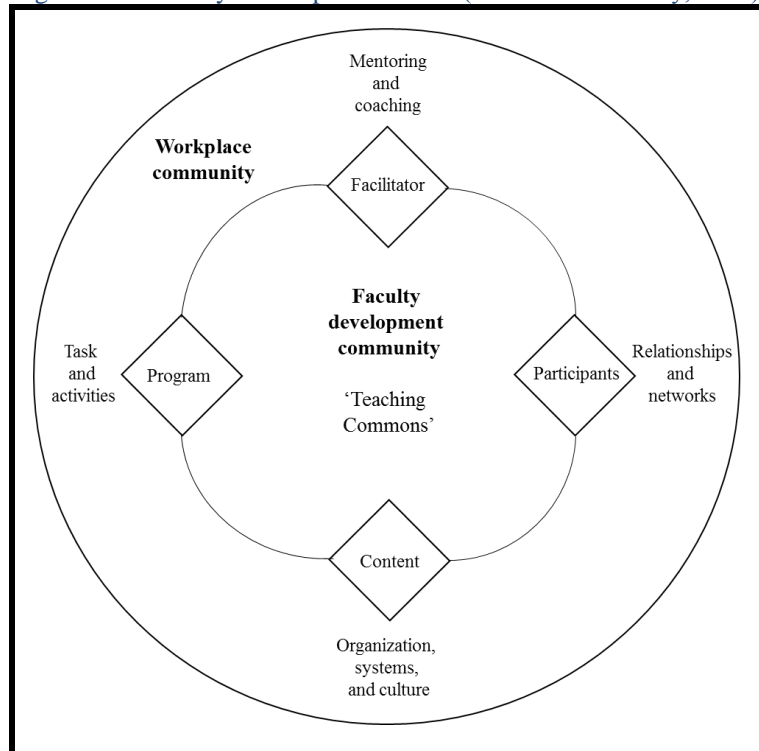 Mentoring
and
coaching
Workplace
community
Facilitator
Faculty
development
community
‘Teaching
Commons’
Task
and
activities
Program
Participants
Relationships
and
networks
Content
Organization,
systems,
and culture